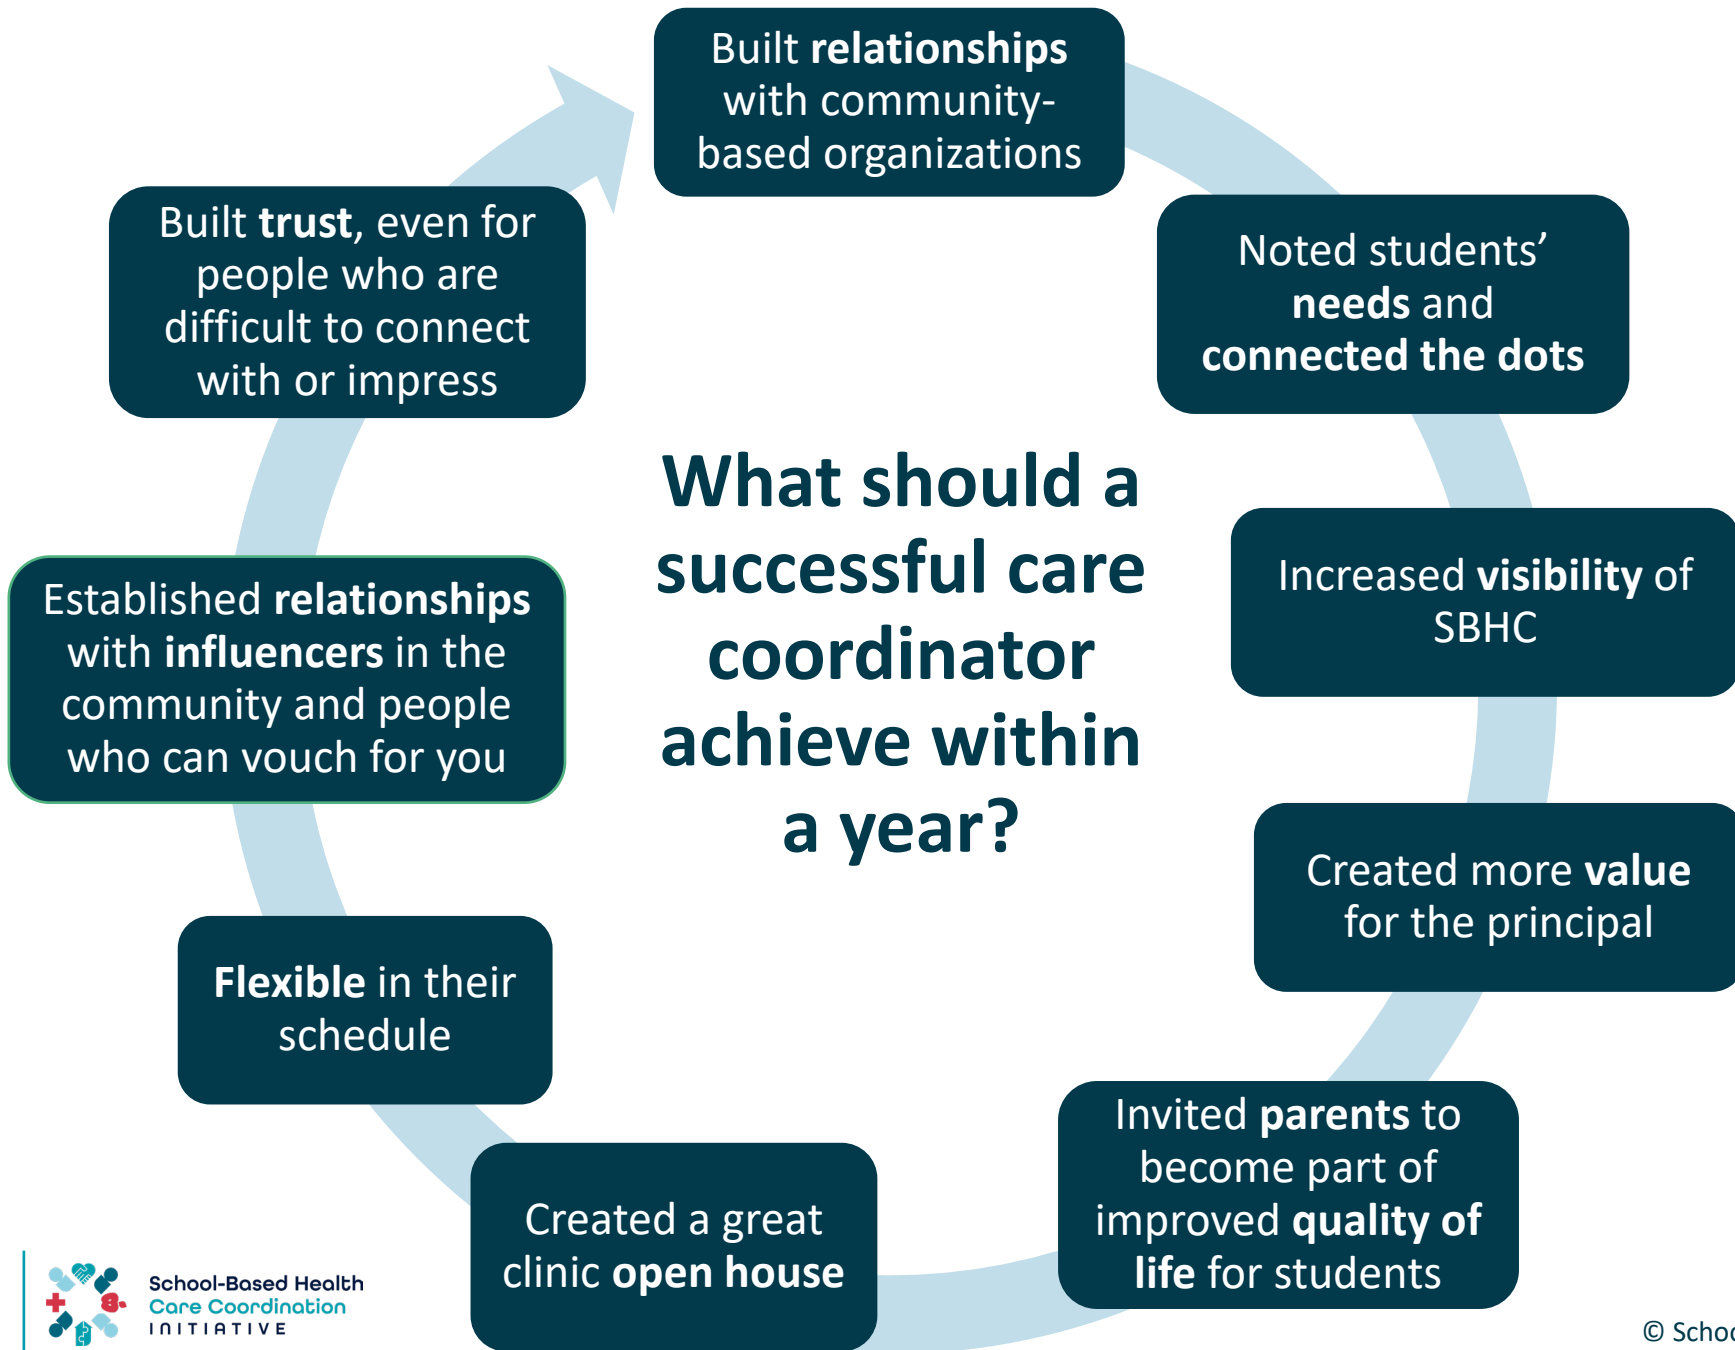 Built relationships
with community-
based organizations
Noted students’
needs and
connected the dots
Increased visibility of
SBHC
Created more value
for the principal
Invited parents to
become part of
improved quality of
life for students
Created a great
clinic open house
Flexible in their
schedule
Established relationships
with influencers in the
community and people
who can vouch for you
Built trust, even for
people who are
difficult to connect
with or impress
What should a
successful care
coordinator
achieve within
a year?
School-Based Health
Care Coordination
INITIATIVE
© Schoo